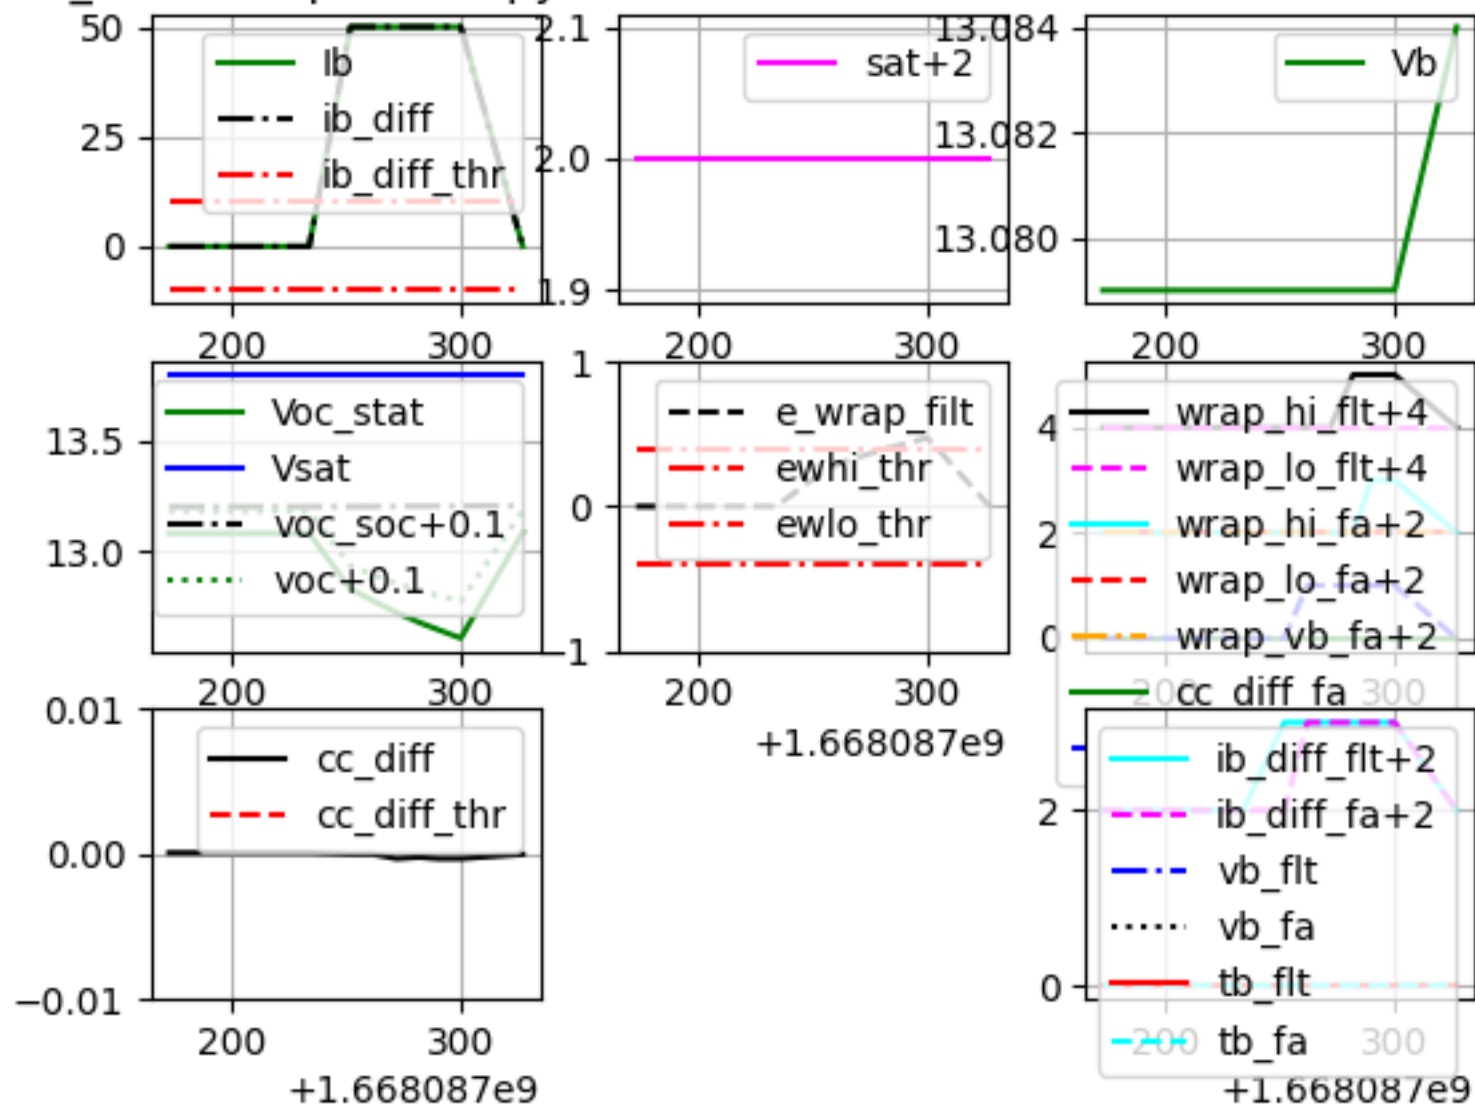 50
25
0
Ib
ib_diff
ib_diff_thr
200
300
2.1
2.0
1.9
sat+2
200
300
13.084
13.082
13.080
Vb
200
300
13.5
13.0
Voc_stat
Vsat
voc_soc+0.1
voc+0.1
200
300
1
0
−1
e_wrap_filt
ewhi_thr
ewlo_thr
200
300
+1.668087e9
4
2
0
wrap_hi_flt+4
wrap_lo_flt+4
wrap_hi_fa+2
wrap_lo_fa+2
wrap_vb_fa+2
cc_diff_fa
200
300
0.01
0.00
−0.01
cc_diff
cc_diff_thr
200
300
+1.668087e9
2
0
ib_diff_flt+2
ib_diff_fa+2
vb_flt
vb_fa
tb_flt
tb_fa
200
300
+1.668087e9